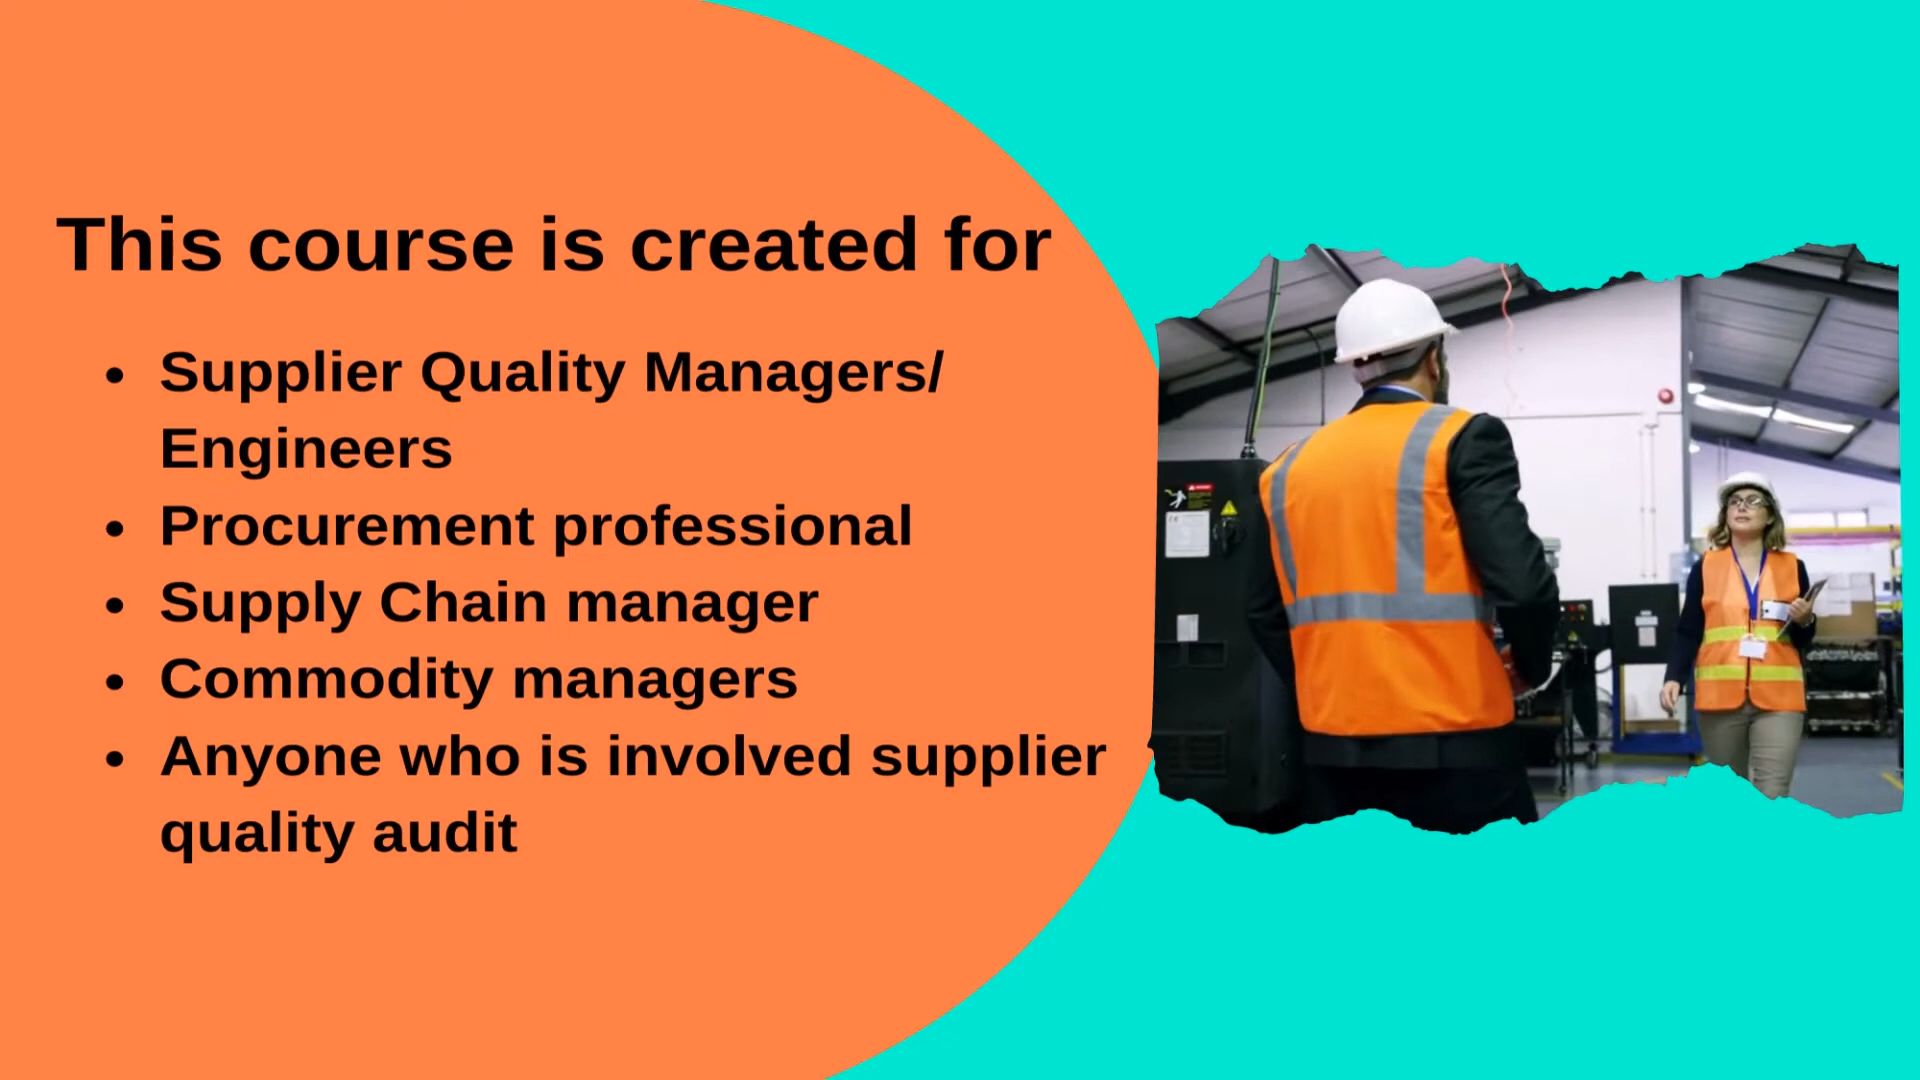 This course is created for
• Supplier Quality Managers/
Engineers
• Procurement professional
• Supply Chain manager
• Commodity managers
• Anyone who is involved supplier
quality audit